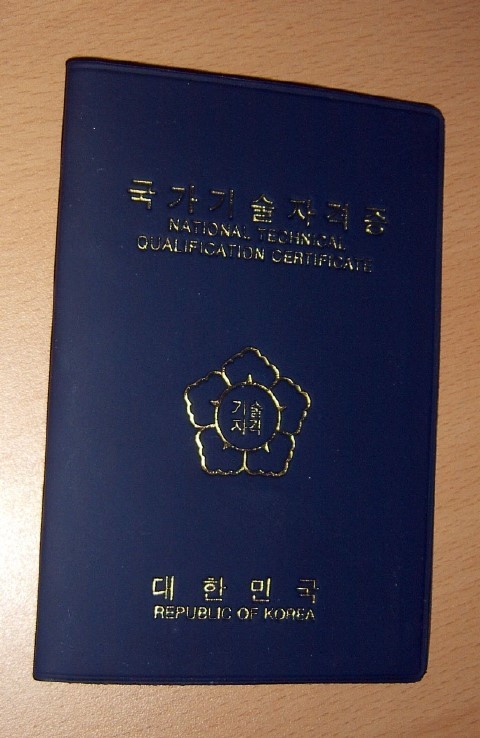 국가기술자격증
NATIONAL TECHNICAL
QUALIFICATION CERTIFICATE
기술
자격
대한민국
REPUBLIC OF KOREA